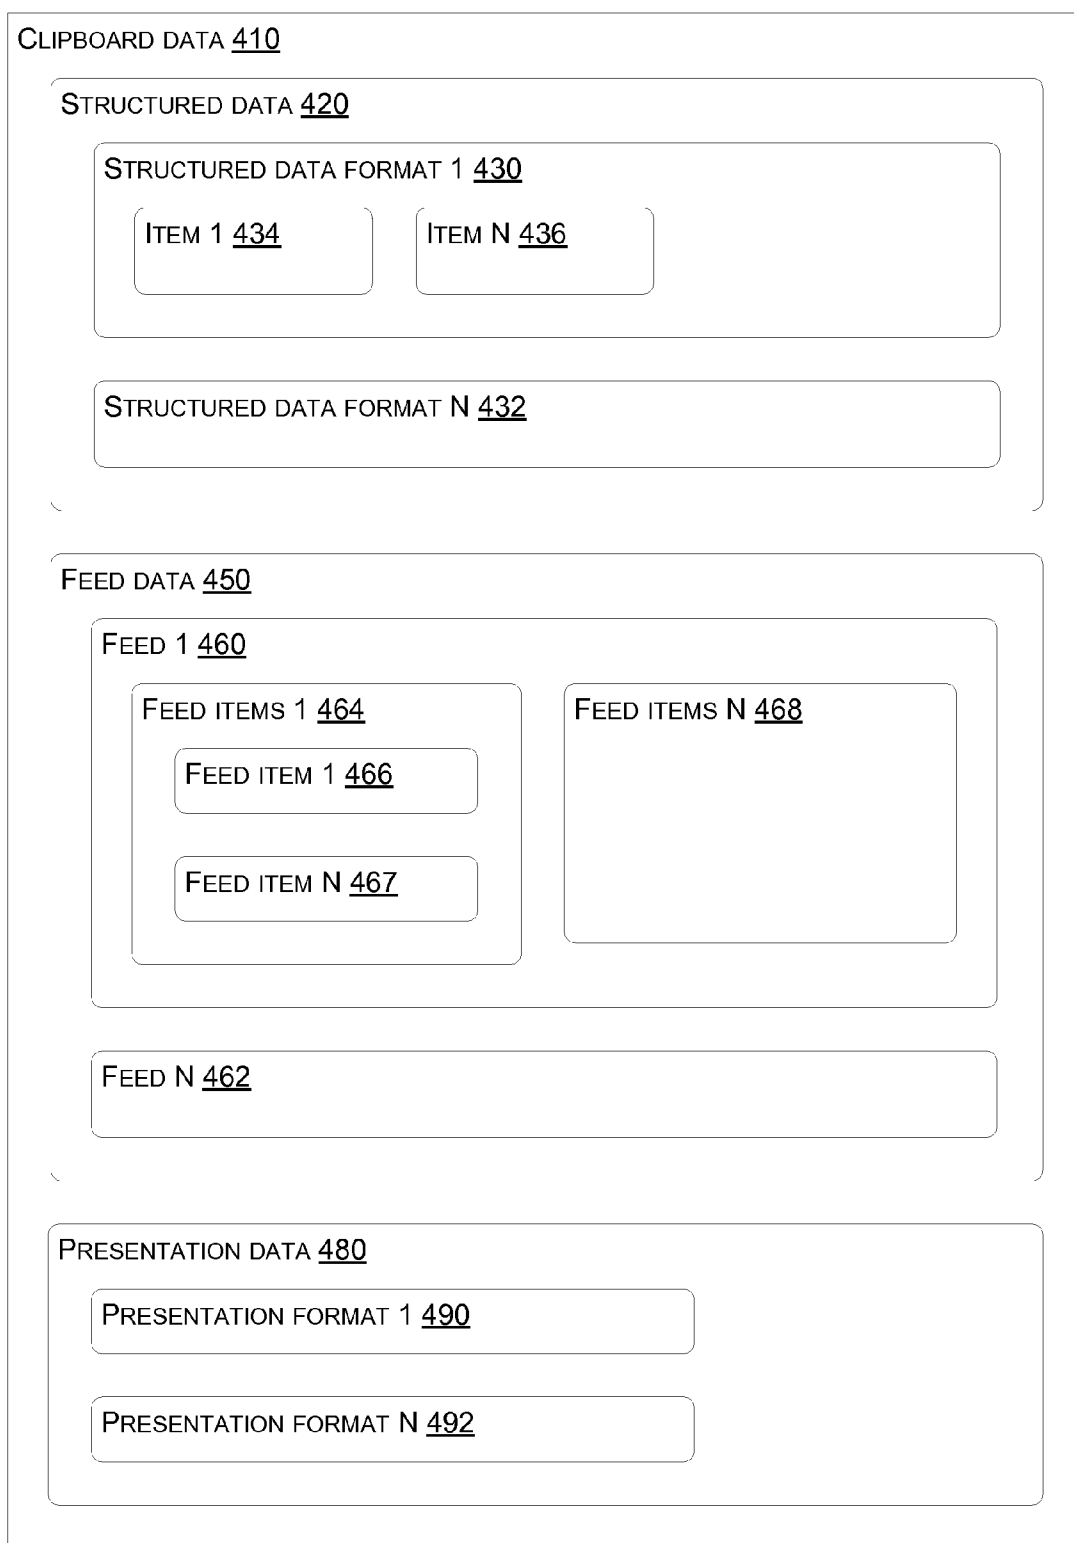 CLIPBOARD DATA 410
STRUCTURED DATA 420
STRUCTURED DATA FORMAT 1 430
ITEM 1 434
ITEM N 436
STRUCTURED DATA FORMAT N 432
FEED DATA 450
FEED 1 460
FEED ITEMS 1 464
FEED ITEMS N 468
FEED ITEM 1 466
FEED ITEM N 467
FEED N 462
PRESENTATION DATA 480
PRESENTATION FORMAT 1 490
PRESENTATION FORMAT N 492